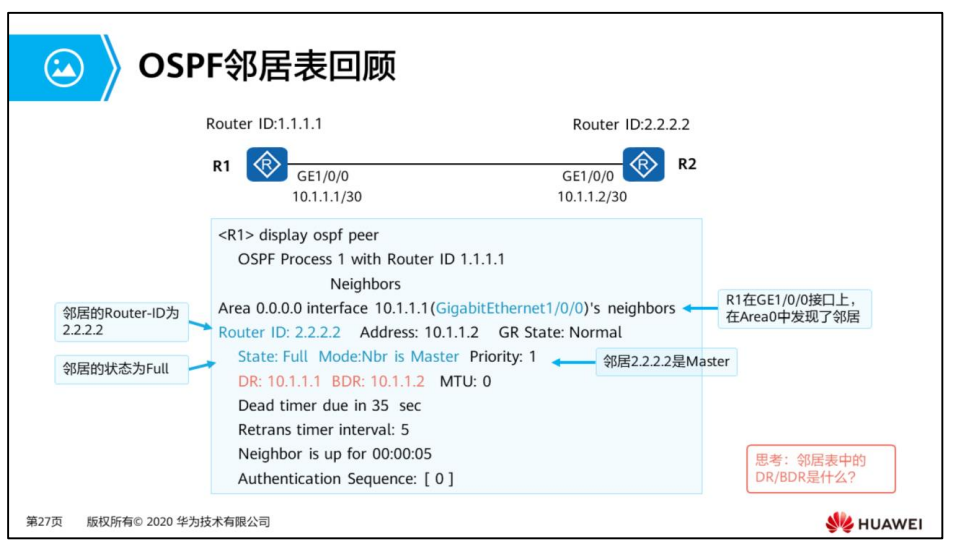 OSPF邻居表回顾
Router ID:1.1.1.1
Router ID:2.2.2.2
R1
R
R
R2
GE1/0/0
GE1/0/0
10.1.1.1/30
10.1.1.2/30
<R1> display ospf peer
OSPF Process 1 with Router ID 1.1.1.1
Neighbors
Area 0.0.0.0 interface 10.1.1.1(GigabitEthernet1/0/0)'s neighbors
Router ID: 2.2.2.2 Address: 10.1.1.2 GR State: Normal
State: Full Mode:Nbr is Master Priority: 1
DR: 10.1.1.1 BDR: 10.1.1.2 MTU: 0
Dead timer due in 35 sec
Retrans timer interval: 5
Neighbor is up for 00:00:05
Authentication Sequence: [ 0 ]
邻居的Router-ID为
2.2.2.2
邻居的状态为Full
R1在GE1/0/0接口上，
在Area0中发现了邻居
邻居2.2.2.2是Master
思考：邻居表中的
DR/BDR是什么？
第27页 版权所有© 2020 华为技术有限公司
HUAWEI